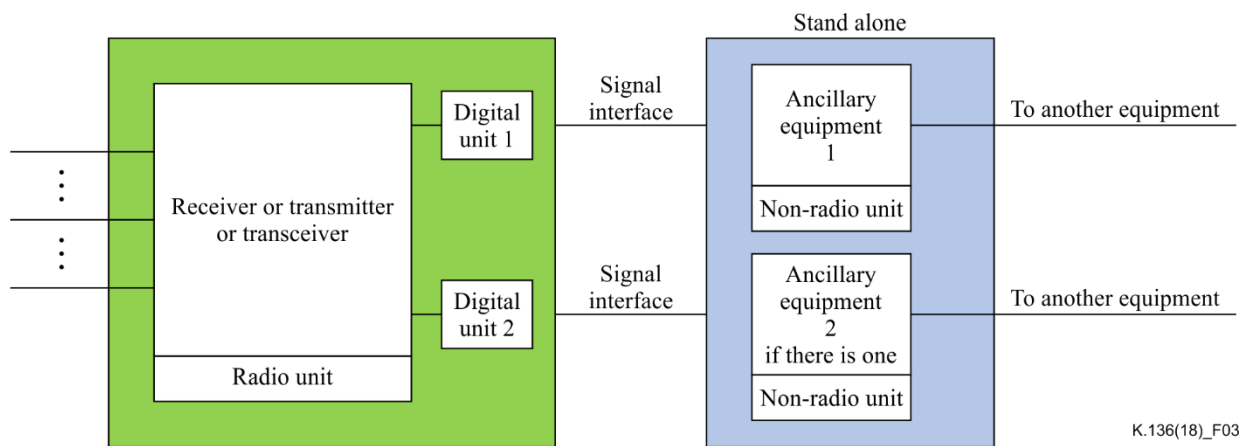 Stand alone
Receiver or transmitter
or transceiver
Radio unit
Digital
unit 1
Digital
unit 2
Signal
interface
Signal
interface
Ancillary
equipment
1
Non-radio unit
Ancillary
equipment
2
if there is one
Non-radio unit
To another equipment
To another equipment
K.136(18)_F03